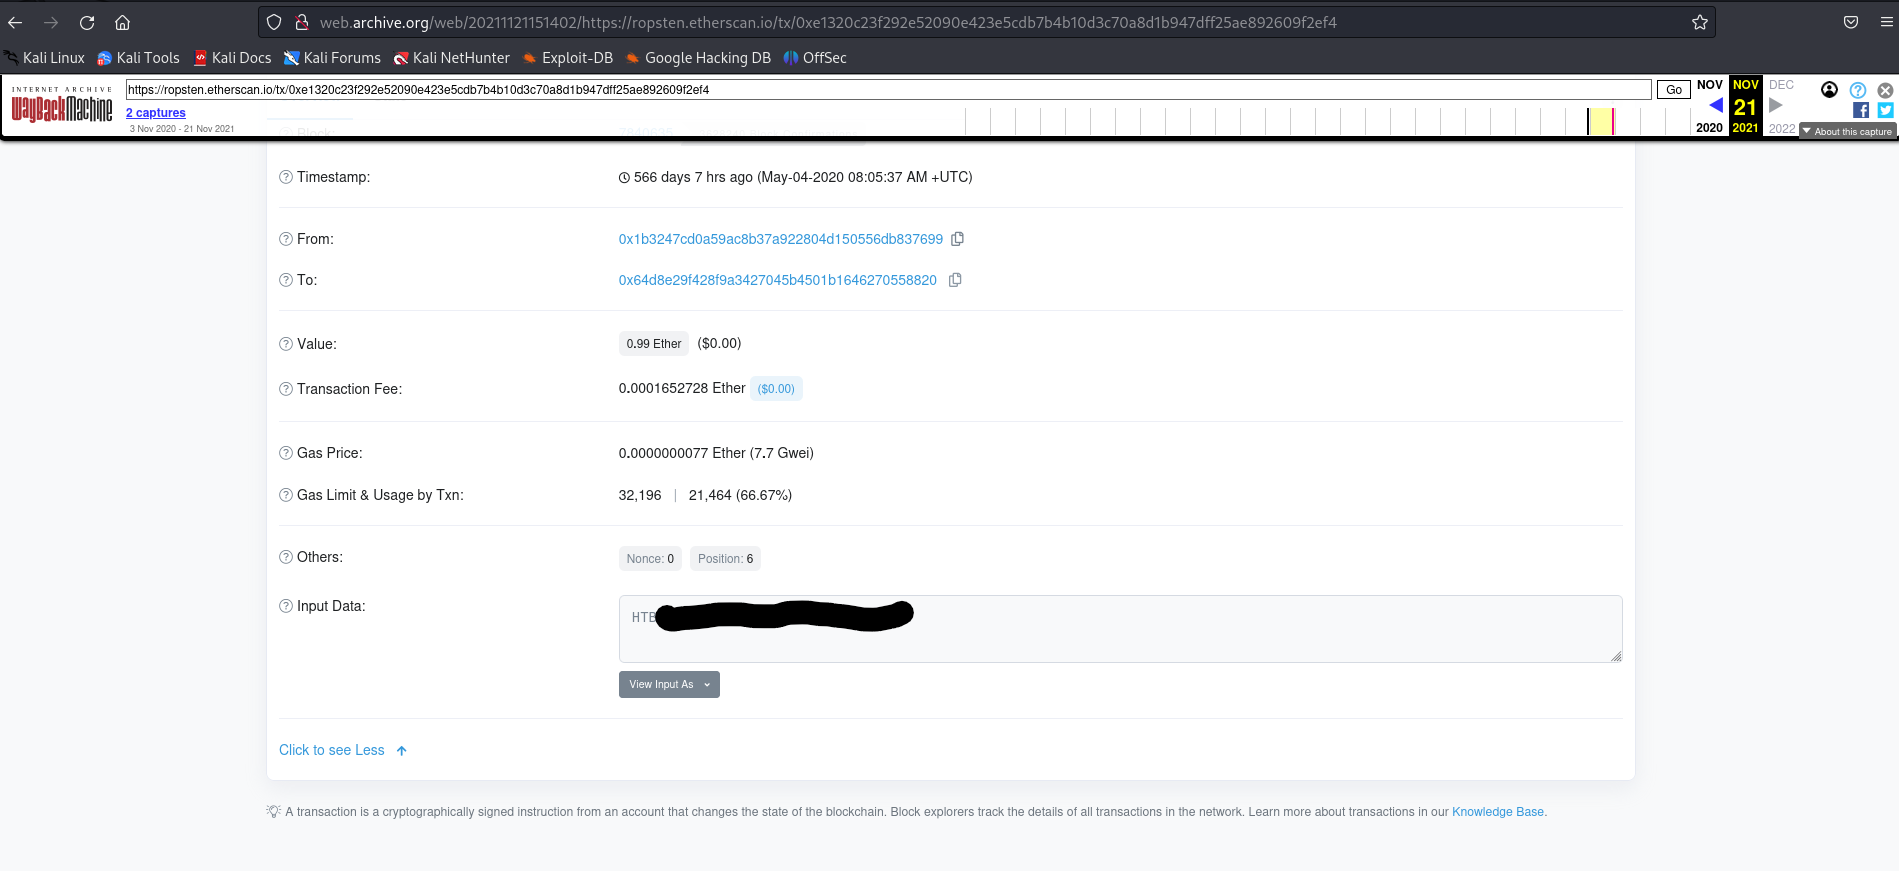 web.archive.org/web/20211121151402/https://ropsten.etherscan.io/tx/0xe1320c23f292e52090e423e5cdb7b4b10d3c70a8d1b947dff25ae892609f2ef4
Kali Linux Kali Tools Kali Docs Kali Forums Kali NetHunter Exploit-DB Google Hacking DB OffSec
INTERNET ARCHIVE
WayBackMachine
https://ropsten.etherscan.io/tx/0xe1320c23f292e52090e423e5cdb7b4b10d3c70a8d1b947dff25ae892609f2ef4
Go
NOV NOV DEC
2 captures
21
3 Nov 2020 - 21 Nov 2021
2020 2021 2022
About this capture
Block:
Timestamp: 566 days 7 hrs ago (May-04-2020 08:05:37 AM +UTC)
From: 0x1b3247cd0a59ac8b37a922804d150556db837699
To: 0x64d8e29f428f9a3427045b4501b1646270558820
Value: 0.99 Ether ($0.00)
Transaction Fee: 0.0001652728 Ether ($0.00)
Gas Price: 0.0000000077 Ether (7.7 Gwei)
Gas Limit & Usage by Txn: 32,196 | 21,464 (66.67%)
Others: Nonce: 0 Position: 6
Input Data: HTB
View Input As
Click to see Less
A transaction is a cryptographically signed instruction from an account that changes the state of the blockchain. Block explorers track the details of all transactions in the network. Learn more about transactions in our Knowledge Base.